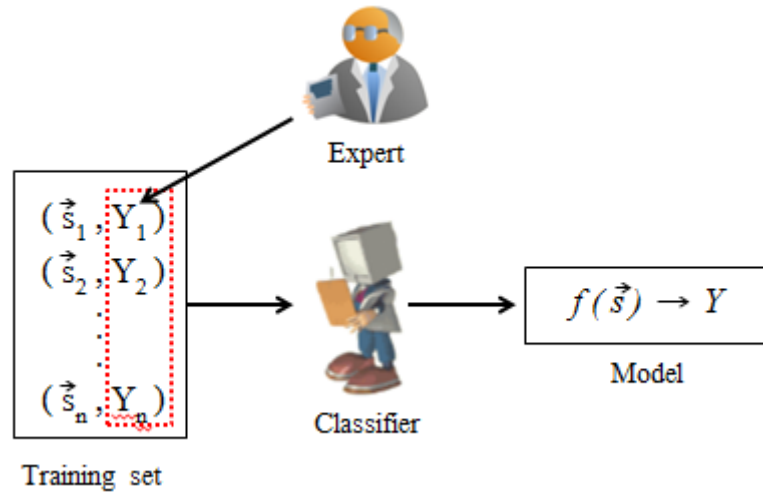 Expert
(s⃗₁, Y₁)
(s⃗₂, Y₂)
.
.
.
(s⃗ₙ, Yₙ)
Training set
Classifier
f(s⃗) → Y
Model